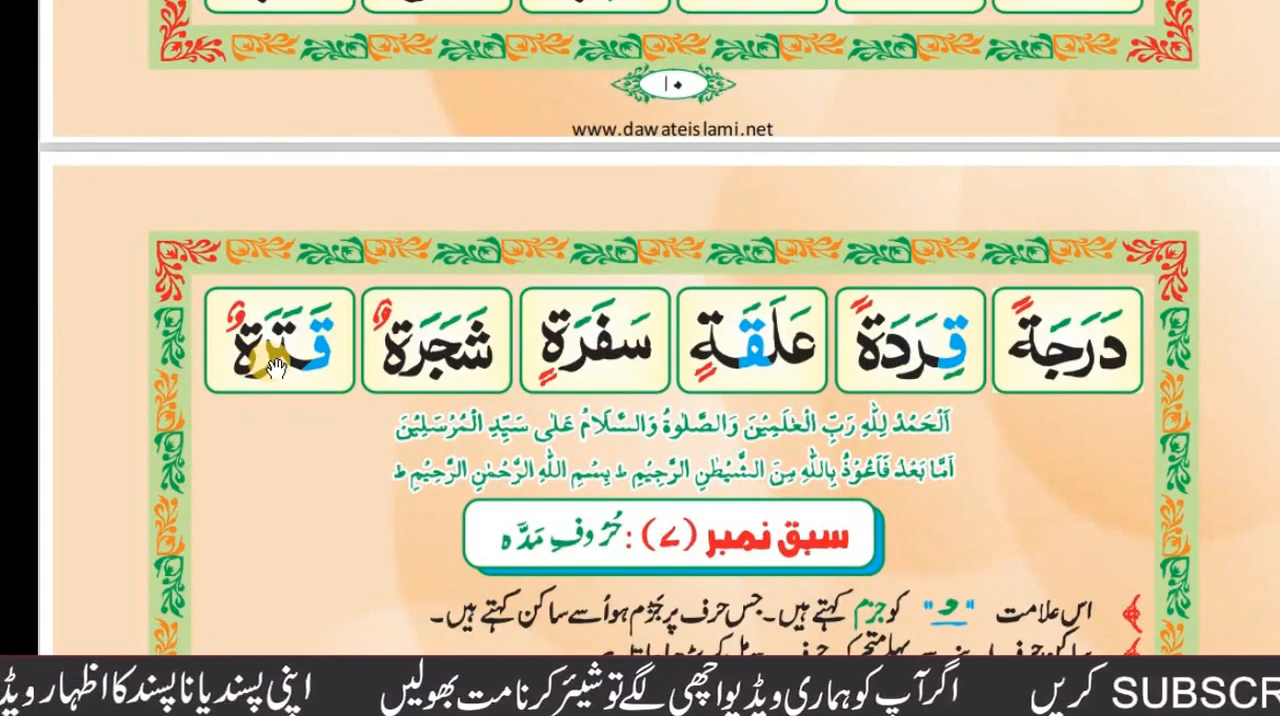 ١٠
www.dawateislami.net
دَرَجَةً قِرَدَةً عَلَقَةٍ سَفَرَةٍ شَجَرَةٌ قَتَرَةٌ
اَلْحَمْدُ لِلّٰهِ رَبِّ الْعٰلَمِيْنَ وَالصَّلٰوةُ وَالسَّلَامُ عَلٰى سَيِّدِ الْمُرْسَلِيْنَ
اَمَّا بَعْدُ فَاَعُوْذُ بِاللّٰهِ مِنَ الشَّيْطٰنِ الرَّجِيْمِ ط بِسْمِ اللّٰهِ الرَّحْمٰنِ الرَّحِيْمِ ط
سبق نمبر (۷) : حُرُوفِ مَدَّہ
اس علامت " ـْ " کو جزم کہتے ہیں۔ جس حرف پر جَزْم ہو اُسے ساکن کہتے ہیں۔
کریں SUBSCR اگر آپ کو ہماری ویڈیو اچھی لگے تو شیئر کرنا مت بھولیں اپنی پسند یا ناپسند کا اظہار ویڈ